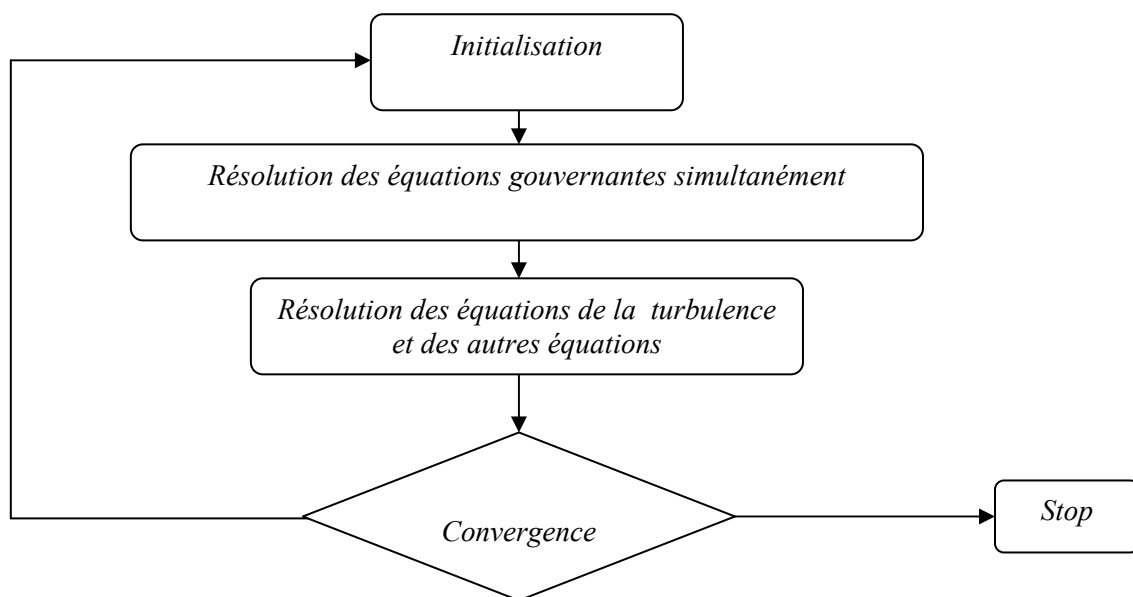 Initialisation
Résolution des équations gouvernantes simultanément
Résolution des équations de la turbulence
et des autres équations
Convergence
Stop